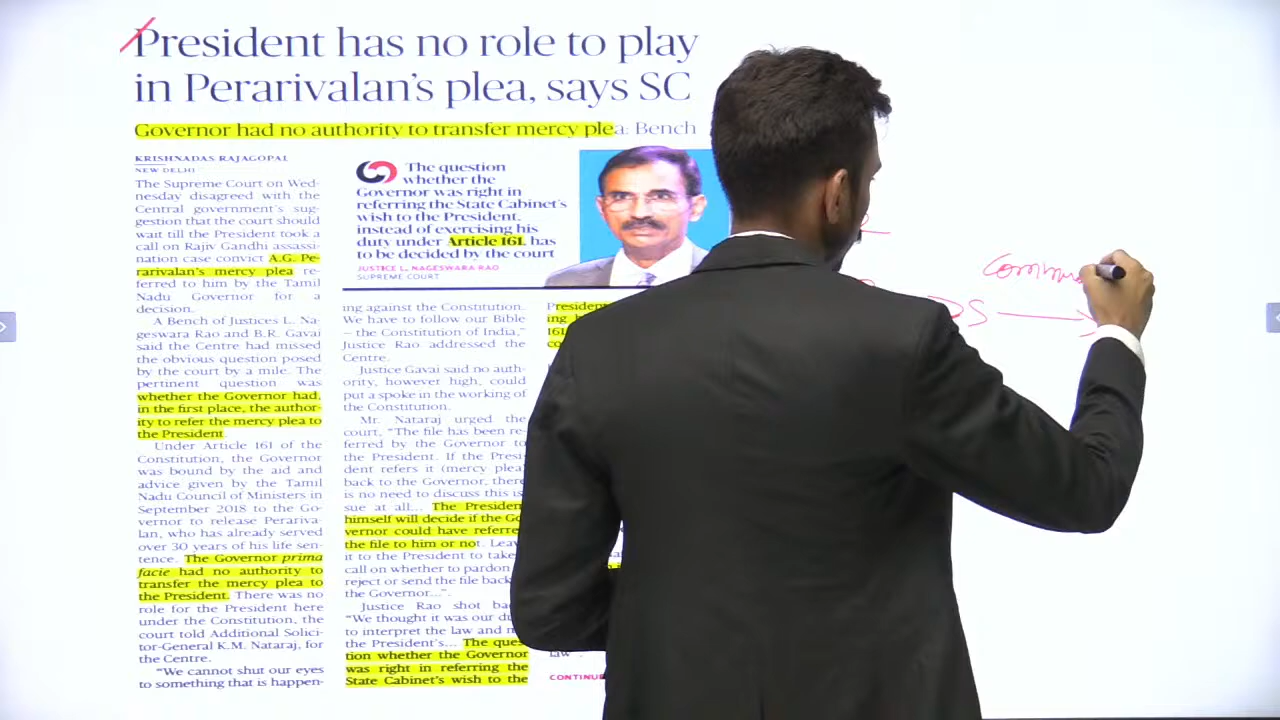 President has no role to play
in Perarivalan's plea, says SC
Governor had no authority to transfer mercy plea: Bench
KRISHNADAS RAJAGOPAL
NEW DELHI
The Supreme Court on Wed-
nesday disagreed with the
Central government's sug-
gestion that the court should
wait till the President took a
call on Rajiv Gandhi assassi-
nation case convict A.G. Pe-
rarivalan's mercy plea re-
ferred to him by the Tamil
Nadu Governor for a
decision.
A Bench of Justices L. Na-
geswara Rao and B.R. Gavai
said the Centre had missed
the obvious question posed
by the court by a mile. The
pertinent question was
whether the Governor had,
in the first place, the author-
ity to refer the mercy plea to
the President.
Under Article 161 of the
Constitution, the Governor
was bound by the aid and
advice given by the Tamil
Nadu Council of Ministers in
September 2018 to the Go-
vernor to release Perariva-
lan, who has already served
over 30 years of his life sen-
tence. The Governor prima
facie had no authority to
transfer the mercy plea to
the President. There was no
role for the President here
under the Constitution, the
court told Additional Solici-
tor-General K.M. Nataraj, for
the Centre.
"We cannot shut our eyes
to something that is happen-
The question
whether the
Governor was right in
referring the State Cabinet's
wish to the President,
instead of exercising his
duty under Article 161, has
to be decided by the court
JUSTICE L. NAGESWARA RAO
SUPREME COURT
ing against the Constitution.
We have to follow our Bible
– the Constitution of India,"
Justice Rao addressed the
Centre.
Justice Gavai said no auth-
ority, however high, could
put a spoke in the working of
the Constitution.
Mr. Nataraj urged the
court, "The file has been re-
ferred by the Governor to
the President. If the Presi-
dent refers it (mercy plea)
back to the Governor, there
is no need to discuss this is
sue at all... The Presiden
himself will decide if the Go
vernor could have referre
the file to him or not. Leav
it to the President to take
call on whether to pardon
reject or send the file back
the Governor...".
Justice Rao shot ba
"We thought it was our du
to interpret the law and n
the President's... The ques
tion whether the Governor
was right in referring the
State Cabinet's wish to the
President
ing
161
law".
CONTINUE
DS